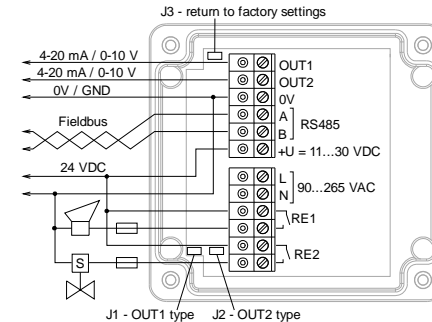 J3 - return to factory settings
4-20 mA / 0-10 V
OUT1
4-20 mA / 0-10 V
OUT2
0V / GND
0V
Fieldbus
A
B
RS485
+U = 11...30 VDC
24 VDC
L
N
90...265 VAC
RE1
RE2
S
J1 - OUT1 type
J2 - OUT2 type